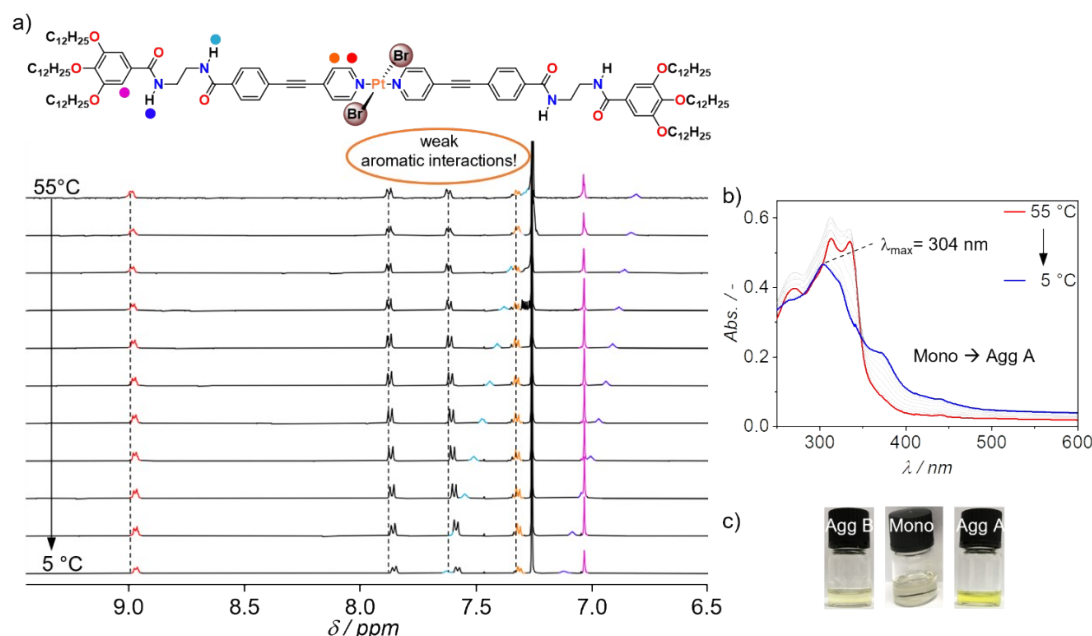 a)
C₁₂H₂₅O
C₁₂H₂₅O
C₁₂H₂₅O
O
N
H
H
N
O
N
Pt
N
Br
Br
O
H
N
N
H
O
OC₁₂H₂₅
OC₁₂H₂₅
OC₁₂H₂₅
weak
aromatic interactions!
55°C
5 °C
9.0 8.5 8.0 7.5 7.0 6.5
δ / ppm
b)
0.6
0.4
0.2
0.0
Abs. / -
55 °C
5 °C
λmax= 304 nm
Mono → Agg A
300 400 500 600
λ / nm
c)
Agg B Mono Agg A